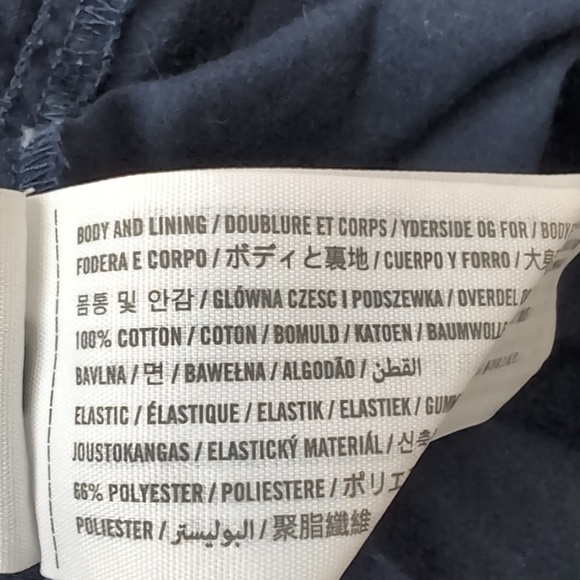 BODY AND LINING / DOUBLURE ET CORPS / YDERSIDE OG FOR / BODY
FODERA E CORPO / ボディと裏地 / CUERPO Y FORRO / 大身
몸통 및 안감 / GLÓWNA CZESC I PODSZEWKA / OVERDEL
100% COTTON / COTON / BOMULD / KATOEN / BAUMWOLLE
BAVLNA / 면 / BAWEŁNA / ALGODÃO / القطن
ELASTIC / ÉLASTIQUE / ELASTIK / ELASTIEK /
JOUSTOKANGAS / ELASTICKÝ MATERIÁL / 신축
66% POLYESTER / POLIESTERE / ポリエ
POLIESTER / البوليستر / 聚脂纖維